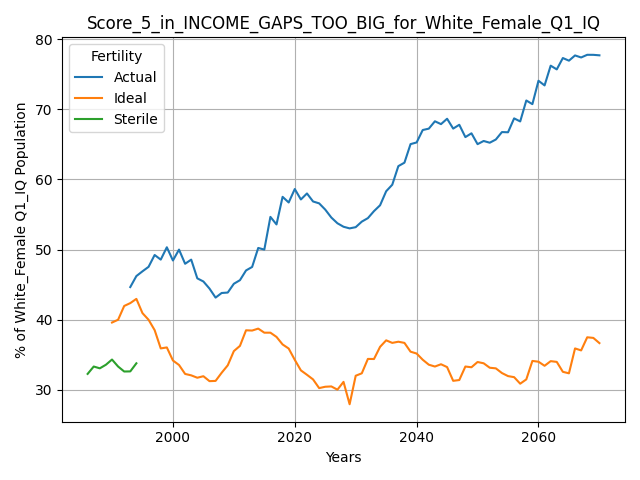 Score_5_in_INCOME_GAPS_TOO_BIG_for_White_Female_Q1_IQ
% of White_Female Q1_IQ Population
80
70
60
50
40
30
Fertility
Actual
Ideal
Sterile
2000
2020
2040
2060
Years